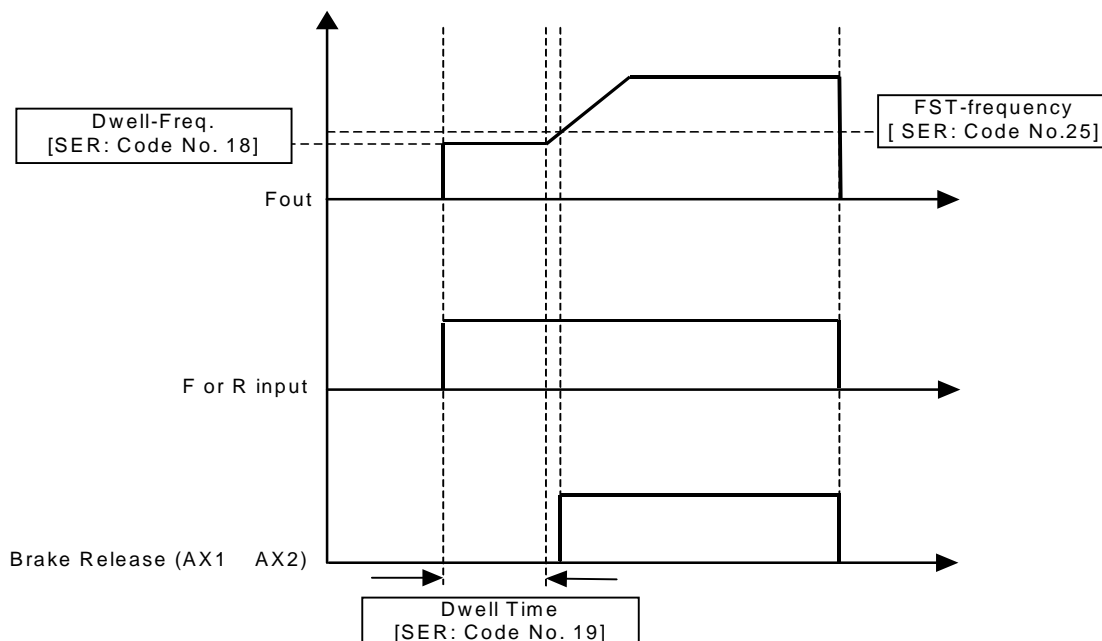 Dwell-Freq.
[SER: Code No. 18]
FST-frequency
[ SER: Code No.25]
Fout
F or R input
Brake Release (AX1 AX2)
Dwell Time
[SER: Code No. 19]